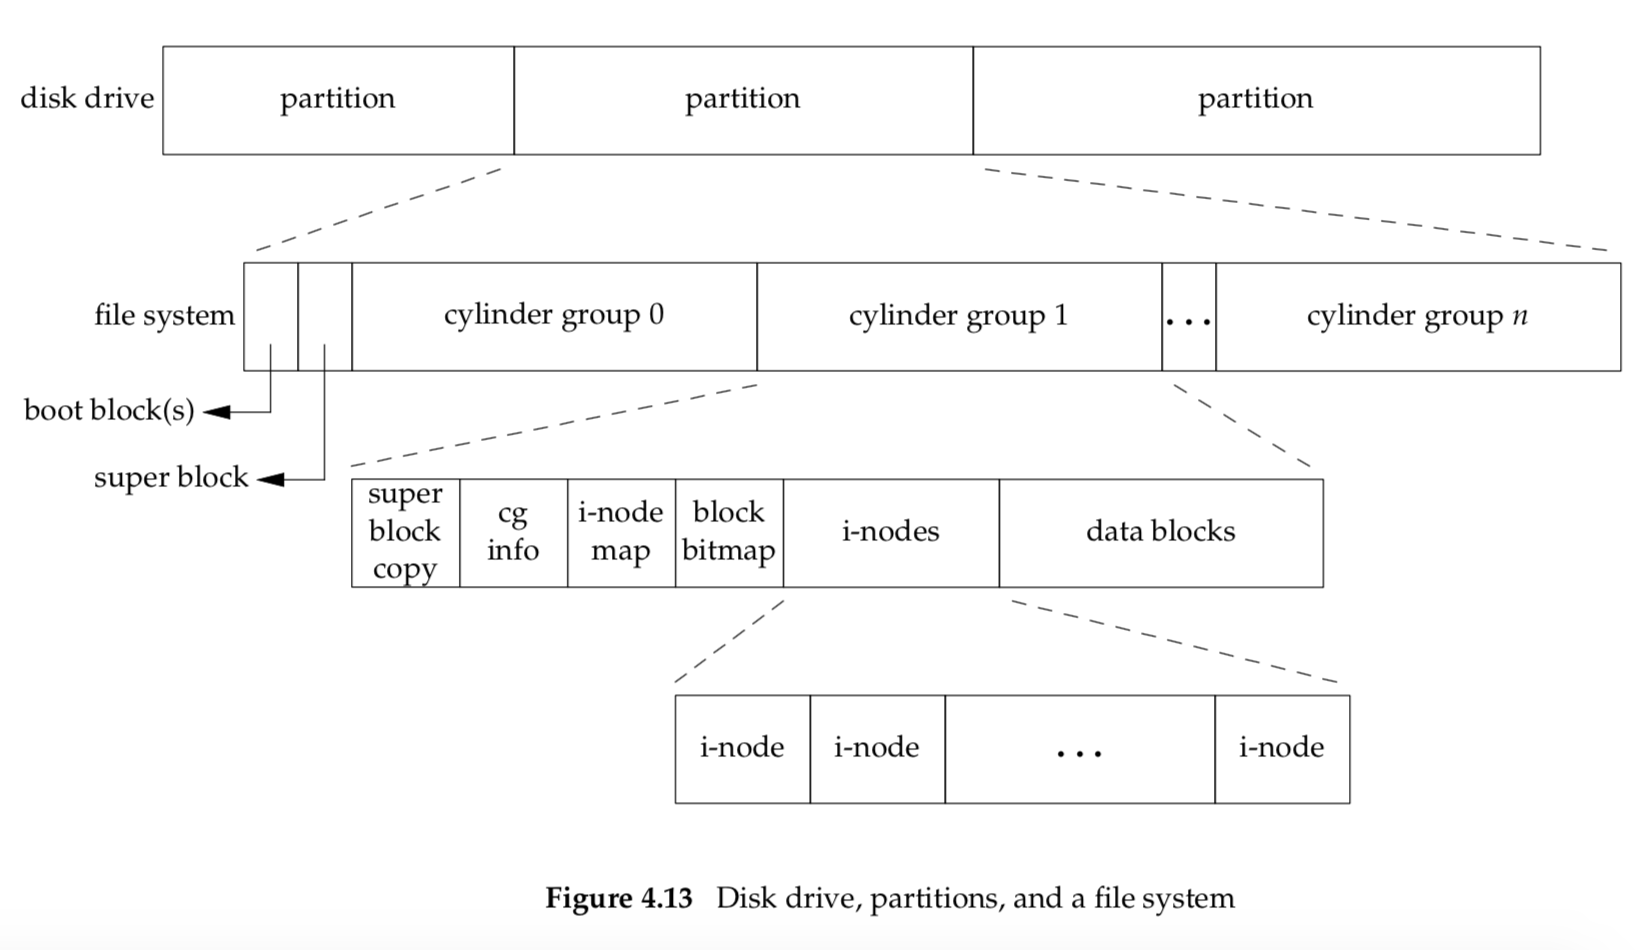 disk drive partition partition partition
file system cylinder group 0 cylinder group 1 ... cylinder group n
boot block(s)
super block
super
block
copy
cg
info
i-node
map
block
bitmap
i-nodes
data blocks
i-node i-node ... i-node
Figure 4.13 Disk drive, partitions, and a file system